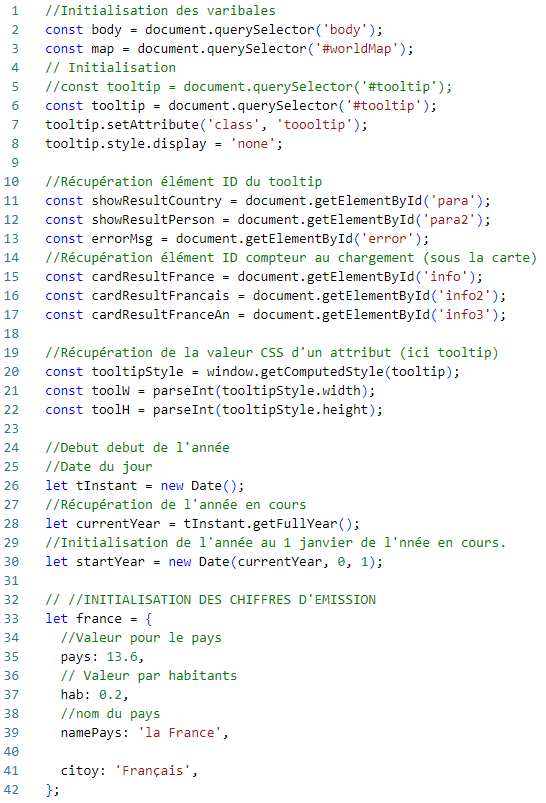 1 //Initialisation des varibales
2 const body = document.querySelector('body');
3 const map = document.querySelector('#worldMap');
4 // Initialisation
5 //const tooltip = document.querySelector('#tooltip');
6 const tooltip = document.querySelector('#tooltip');
7 tooltip.setAttribute('class', 'toooltip');
8 tooltip.style.display = 'none';
9
10 //Récupération élément ID du tooltip
11 const showResultCountry = document.getElementById('para');
12 const showResultPerson = document.getElementById('para2');
13 const errorMsg = document.getElementById('error');
14 //Récupération élément ID compteur au chargement (sous la carte)
15 const cardResultFrance = document.getElementById('info');
16 const cardResultFrancais = document.getElementById('info2');
17 const cardResultFranceAn = document.getElementById('info3');
18
19 //Récupération de la valeur CSS d'un attribut (ici tooltip)
20 const tooltipStyle = window.getComputedStyle(tooltip);
21 const toolW = parseInt(tooltipStyle.width);
22 const toolH = parseInt(tooltipStyle.height);
23
24 //Debut debut de l'année
25 //Date du jour
26 let tInstant = new Date();
27 //Récupération de l'année en cours
28 let currentYear = tInstant.getFullYear();
29 //Initialisation de l'année au 1 janvier de l'nnée en cours.
30 let startYear = new Date(currentYear, 0, 1);
31
32 // //INITIALISATION DES CHIFFRES D'EMISSION
33 let france = {
34 //Valeur pour le pays
35 pays: 13.6,
36 // Valeur par habitants
37 hab: 0.2,
38 //nom du pays
39 namePays: 'la France',
40
41 citoy: 'Français',
42 };